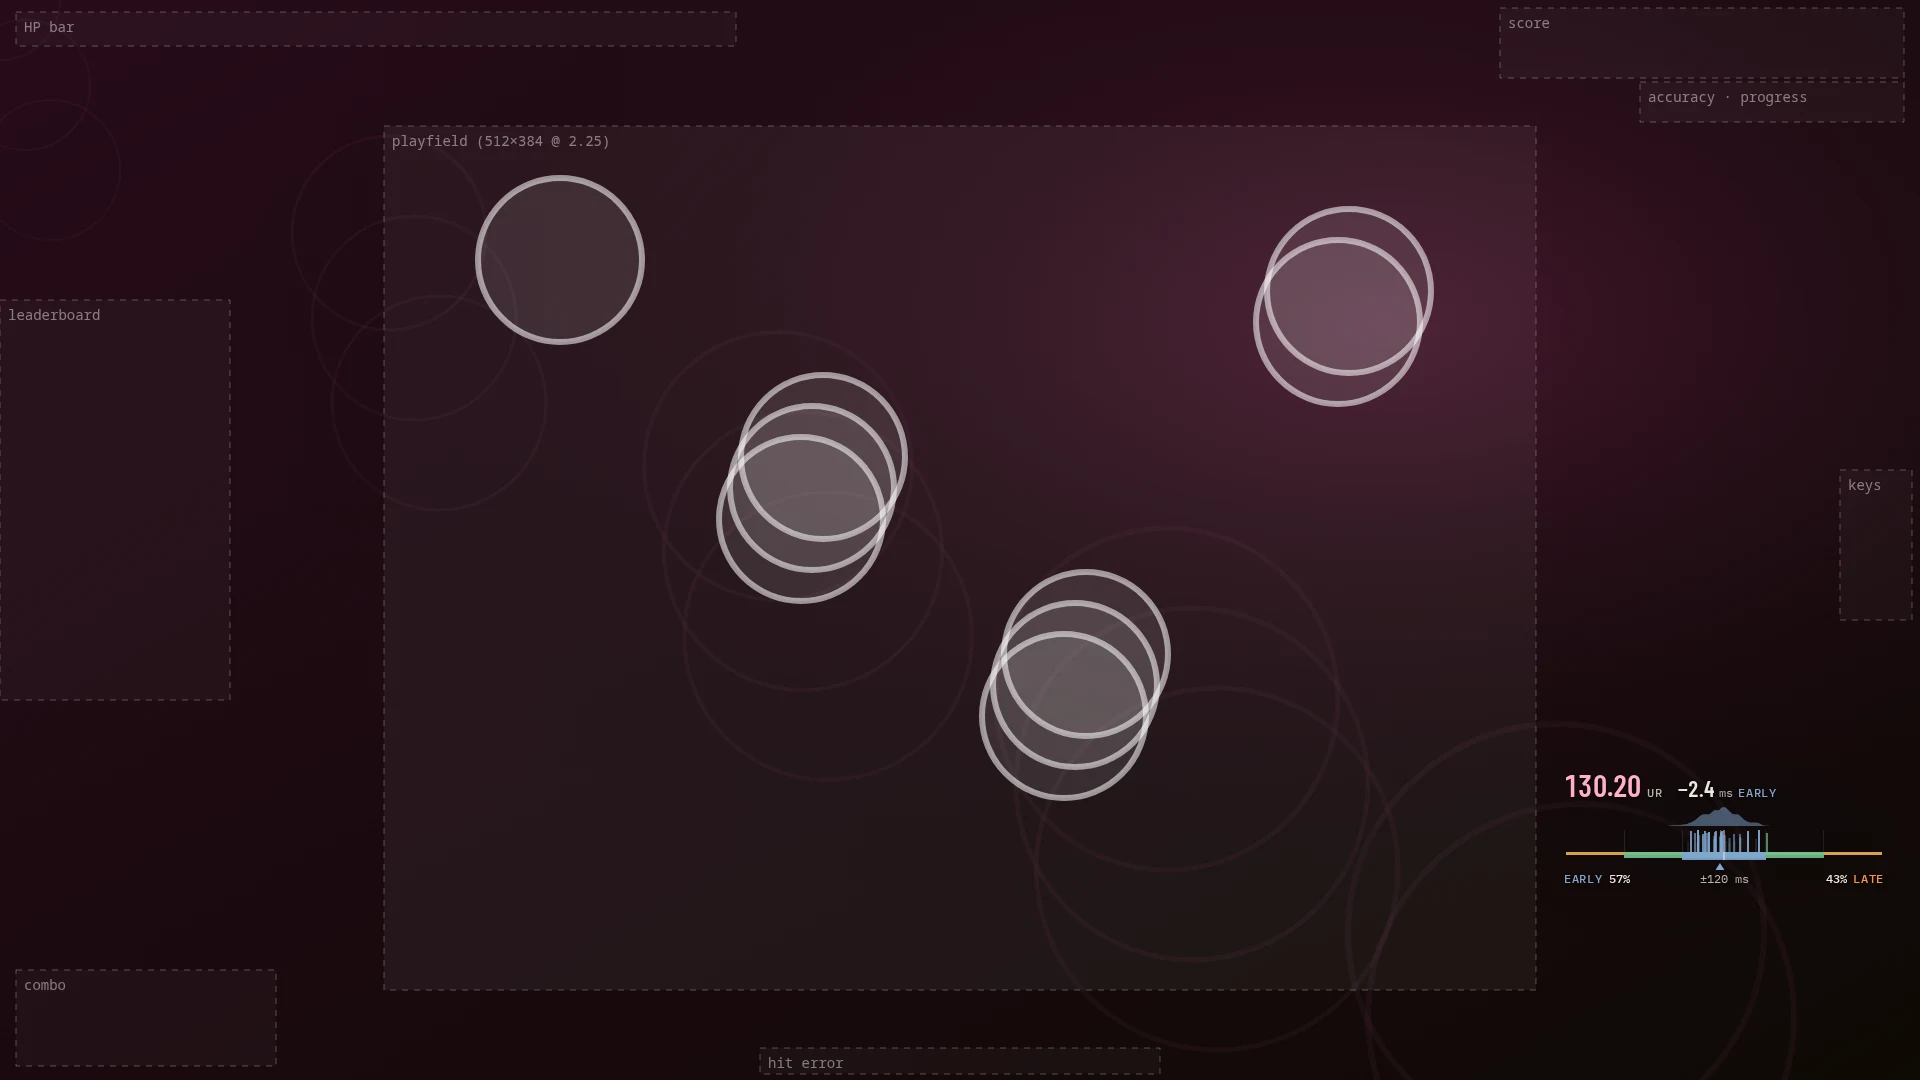 HP bar
score
accuracy · progress
playfield (512×384 @ 2.25)
leaderboard
keys
130.20 UR −2.4 ms EARLY
EARLY 57% ±120 ms 43% LATE
combo
hit error